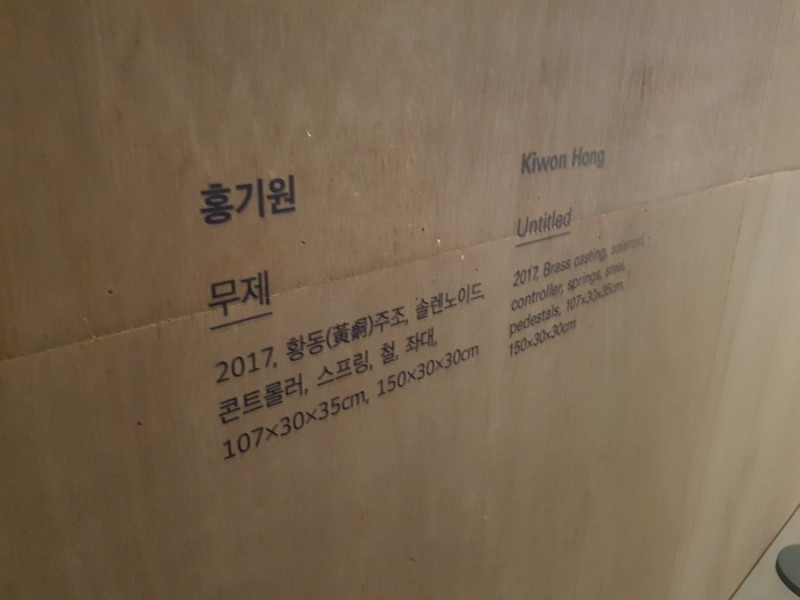 홍기원
무제
2017, 황동(黃銅)주조, 솔렌노이드
콘트롤러, 스프링, 철, 좌대,
107×30×35cm, 150×30×30cm
Kiwon Hong
Untitled
2017, Brass casting, solenoid
controller, springs, steel,
pedestals, 107x30x35cm,
150x30x30cm